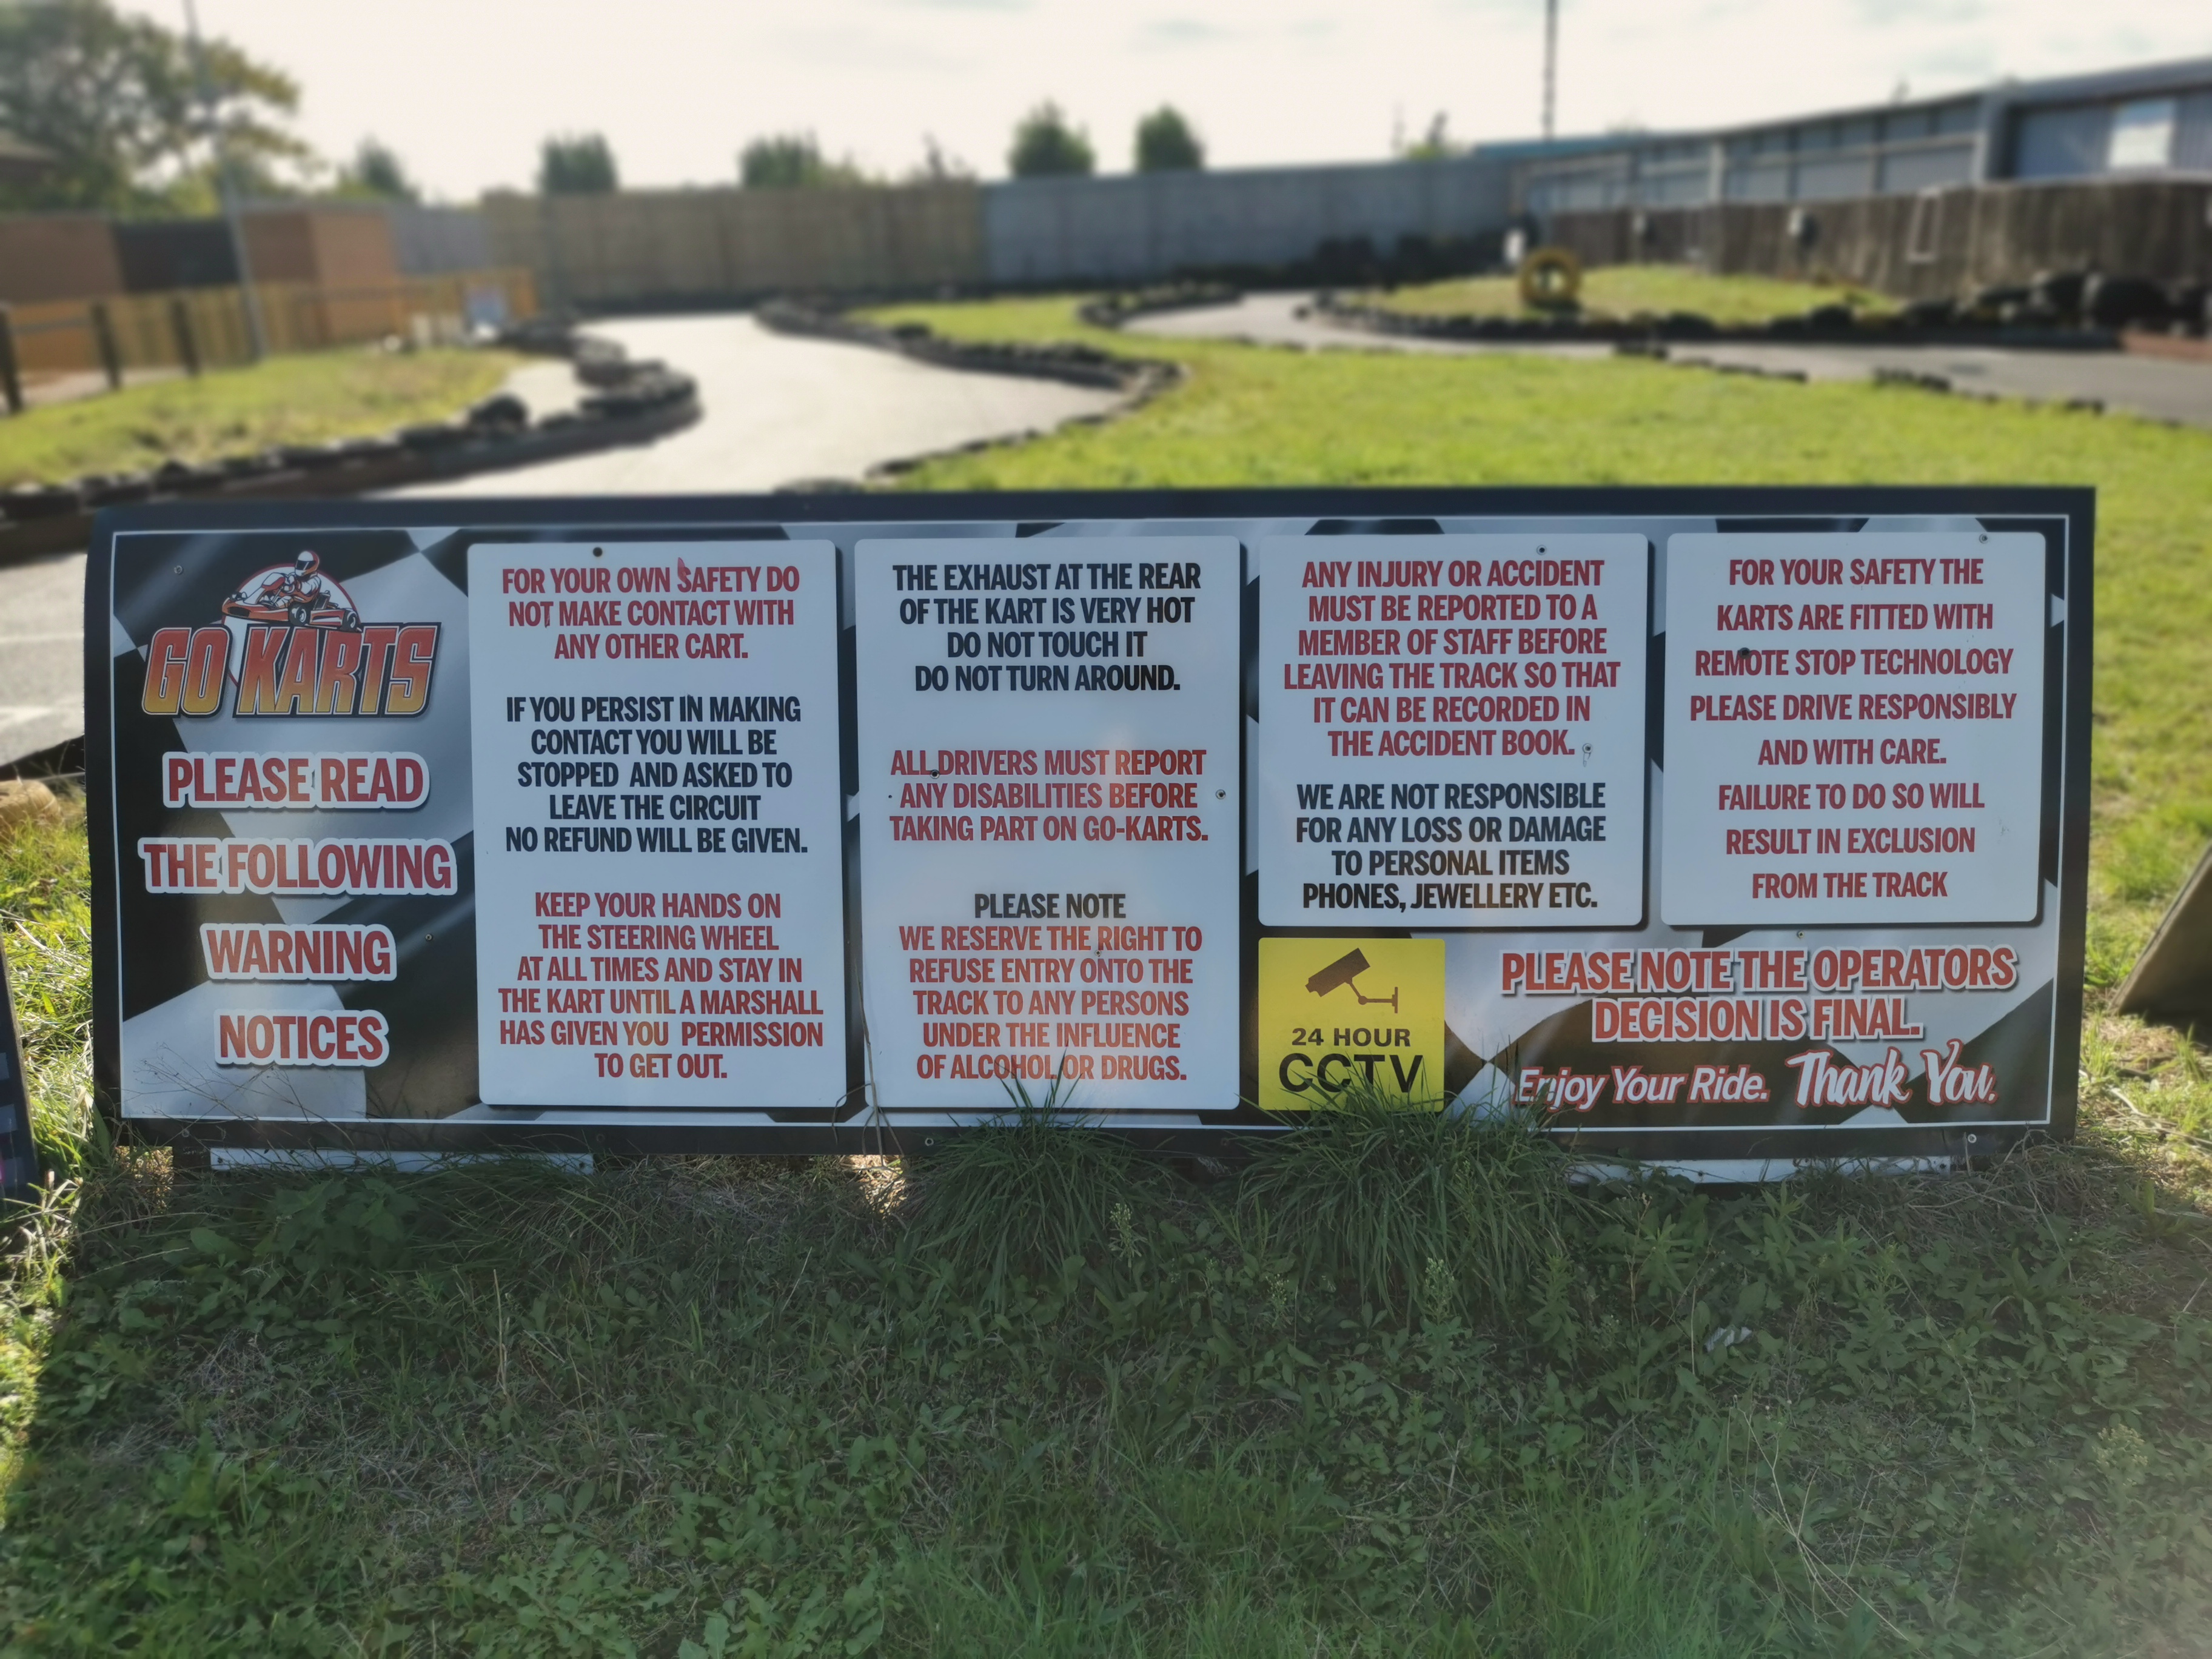 GO KARTS
PLEASE READ
THE FOLLOWING
WARNING
NOTICES
FOR YOUR OWN SAFETY DO
NOT MAKE CONTACT WITH
ANY OTHER CART.
IF YOU PERSIST IN MAKING
CONTACT YOU WILL BE
STOPPED AND ASKED TO
LEAVE THE CIRCUIT
NO REFUND WILL BE GIVEN.
KEEP YOUR HANDS ON
THE STEERING WHEEL
AT ALL TIMES AND STAY IN
THE KART UNTIL A MARSHALL
HAS GIVEN YOU PERMISSION
TO GET OUT.
THE EXHAUST AT THE REAR
OF THE KART IS VERY HOT
DO NOT TOUCH IT
DO NOT TURN AROUND.
ALL DRIVERS MUST REPORT
ANY DISABILITIES BEFORE
TAKING PART ON GO-KARTS.
PLEASE NOTE
WE RESERVE THE RIGHT TO
REFUSE ENTRY ONTO THE
TRACK TO ANY PERSONS
UNDER THE INFLUENCE
OF ALCOHOL OR DRUGS.
ANY INJURY OR ACCIDENT
MUST BE REPORTED TO A
MEMBER OF STAFF BEFORE
LEAVING THE TRACK SO THAT
IT CAN BE RECORDED IN
THE ACCIDENT BOOK.
WE ARE NOT RESPONSIBLE
FOR ANY LOSS OR DAMAGE
TO PERSONAL ITEMS
PHONES, JEWELLERY ETC.
24 HOUR
CCTV
FOR YOUR SAFETY THE
KARTS ARE FITTED WITH
REMOTE STOP TECHNOLOGY
PLEASE DRIVE RESPONSIBLY
AND WITH CARE.
FAILURE TO DO SO WILL
RESULT IN EXCLUSION
FROM THE TRACK
PLEASE NOTE THE OPERATORS
DECISION IS FINAL.
Enjoy Your Ride. Thank You.